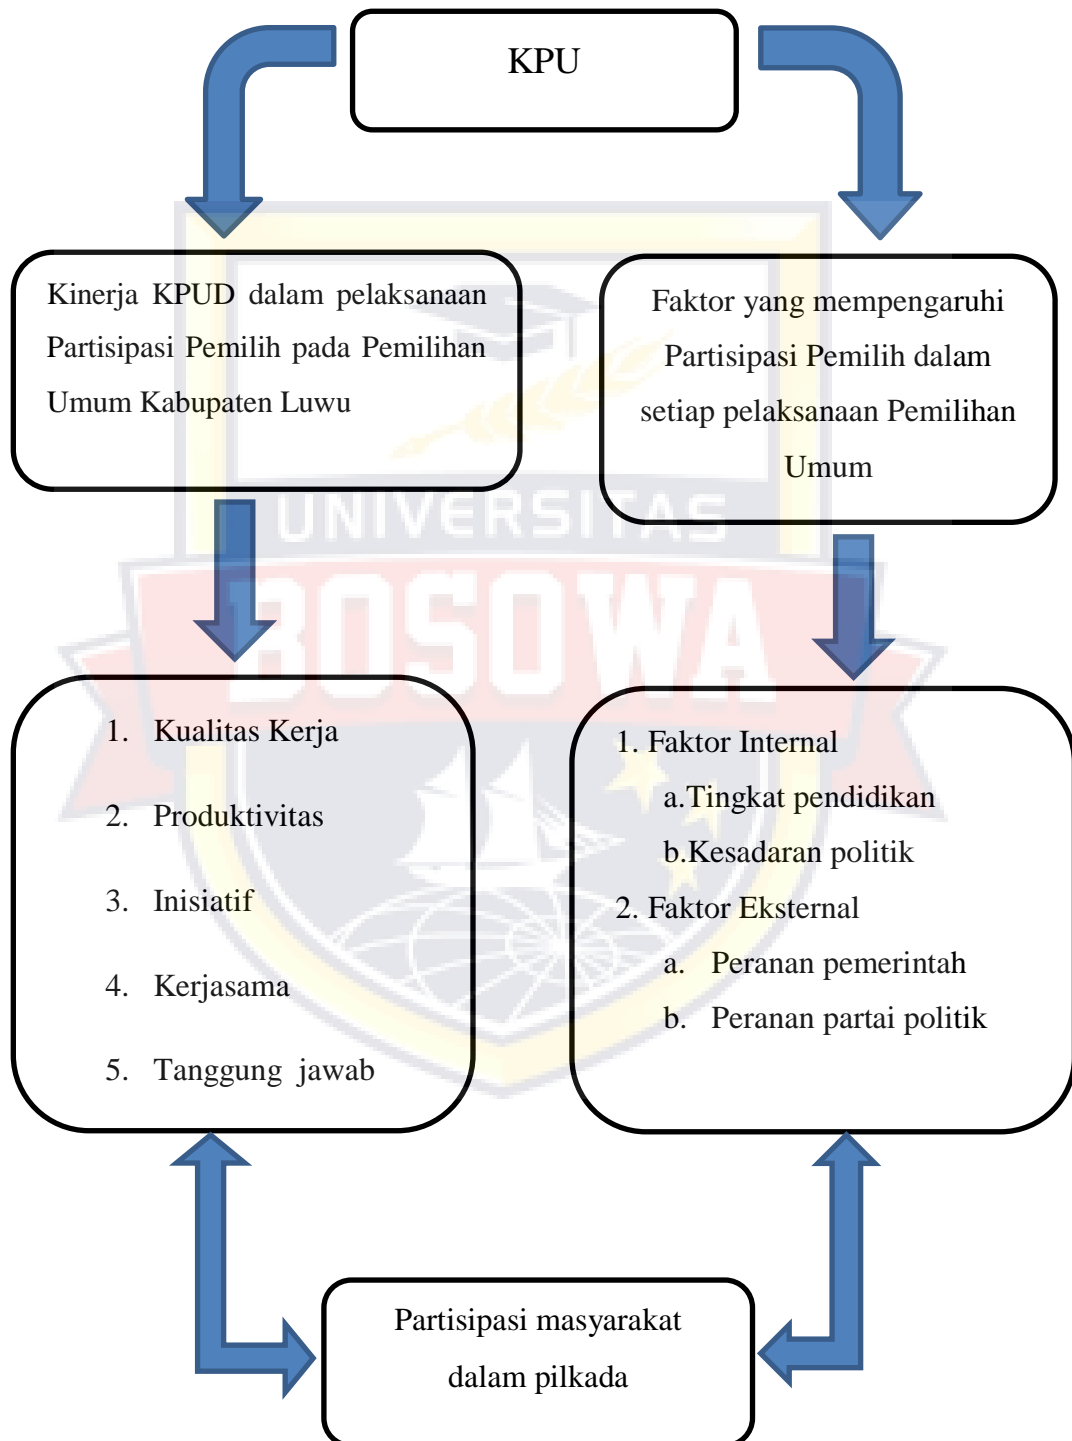 KPU
Kinerja KPUD dalam pelaksanaan
Partisipasi Pemilih pada Pemilihan
Umum Kabupaten Luwu
Faktor yang mempengaruhi
Partisipasi Pemilih dalam
setiap pelaksanaan Pemilihan
Umum
UNIVERSITAS
BOSOWA
1. Kualitas Kerja
2. Produktivitas
3. Inisiatif
4. Kerjasama
5. Tanggung jawab
1. Faktor Internal
a.Tingkat pendidikan
b.Kesadaran politik
2. Faktor Eksternal
a. Peranan pemerintah
b. Peranan partai politik
Partisipasi masyarakat
dalam pilkada